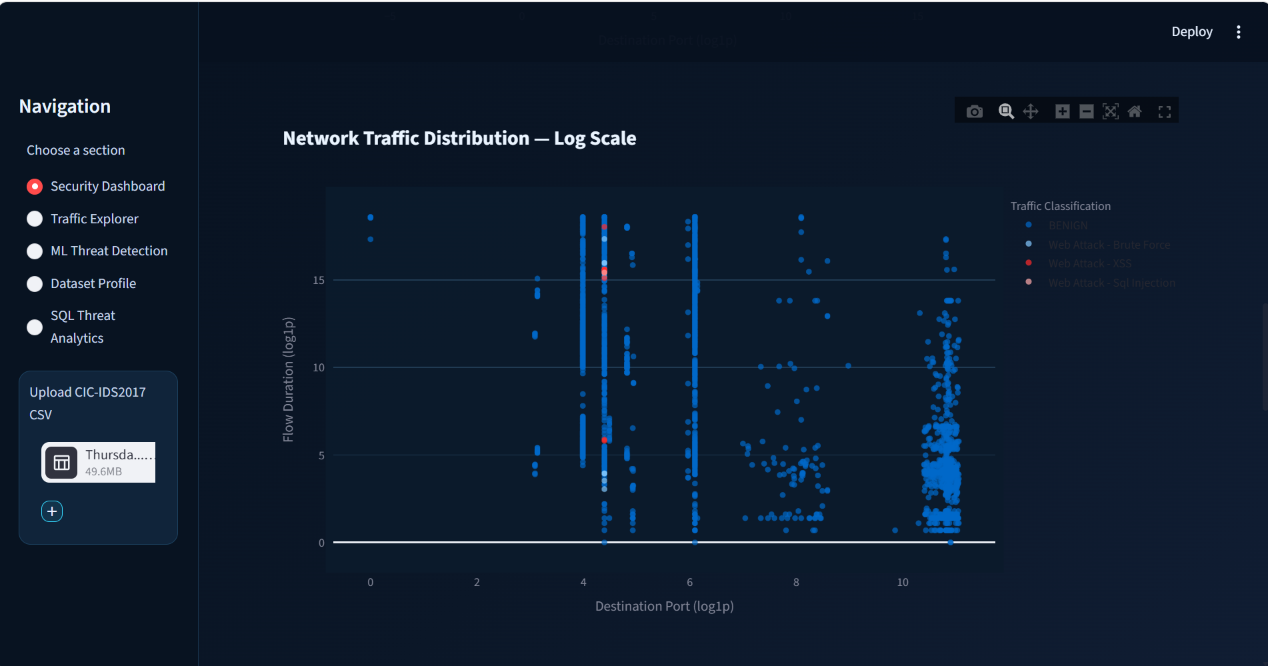 Deploy
Navigation
Choose a section
Security Dashboard
Traffic Explorer
ML Threat Detection
Dataset Profile
SQL Threat
Analytics
Upload CIC-IDS2017
CSV
Thursda......
49.6MB
Network Traffic Distribution — Log Scale
Traffic Classification
BENIGN
Web Attack - Brute Force
Web Attack - XSS
Web Attack - Sql Injection
Flow Duration (log1p)
15
10
5
0
0 2 4 6 8 10
Destination Port (log1p)